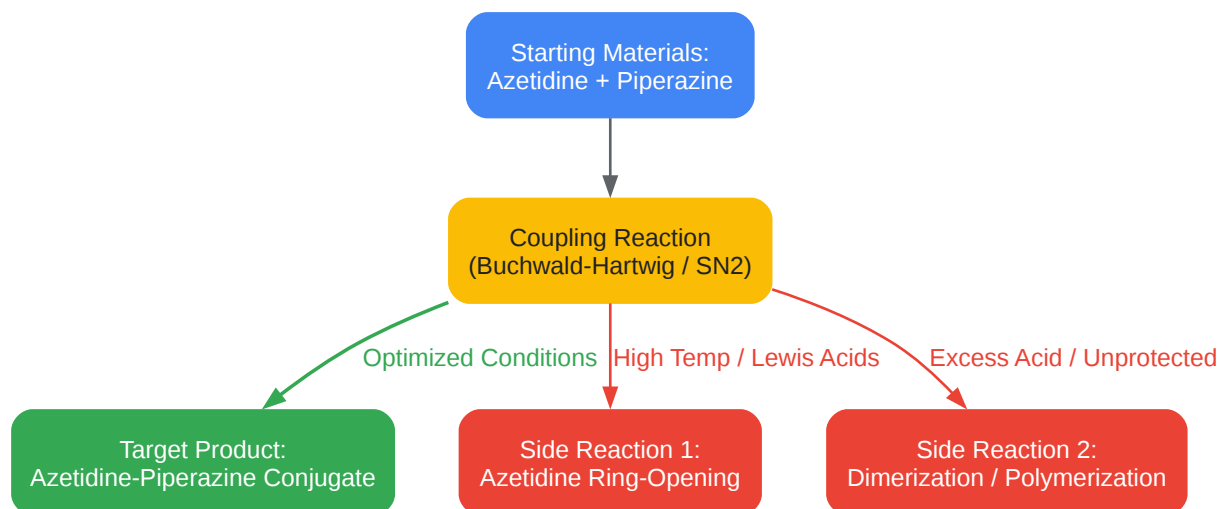 Starting Materials:
Azetidine + Piperazine
Coupling Reaction
(Buchwald-Hartwig / SN2)
Optimized Conditions
High Temp / Lewis Acids
Excess Acid / Unprotected
Target Product:
Azetidine-Piperazine Conjugate
Side Reaction 1:
Azetidine Ring-Opening
Side Reaction 2:
Dimerization / Polymerization